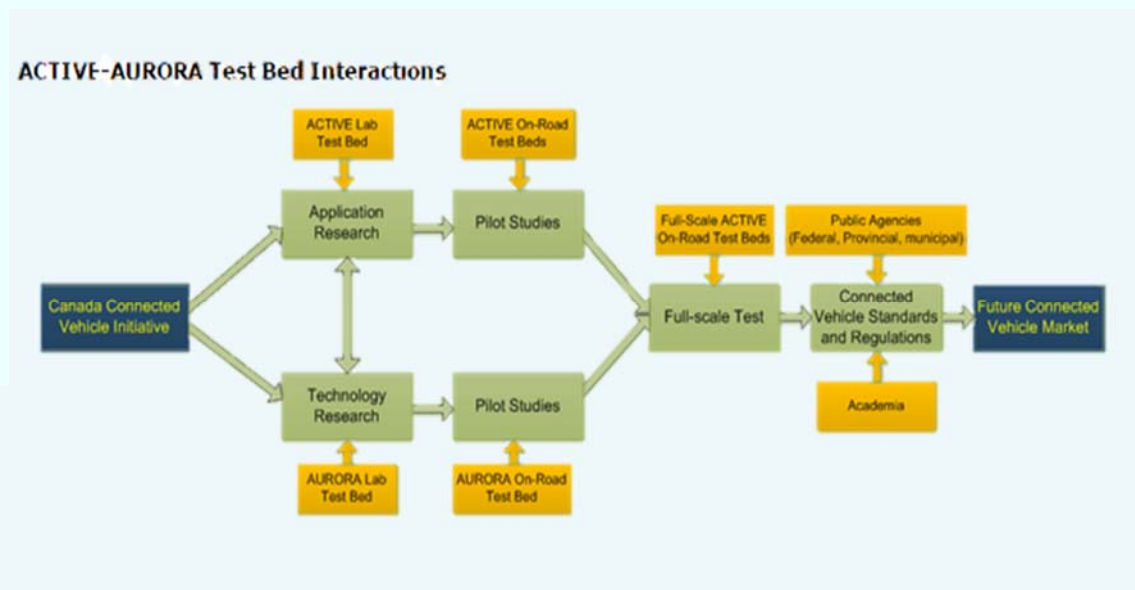 ACTIVE-AURORA Test Bed Interactions
ACTIVE Lab
Test Bed
ACTIVE On-Road
Test Beds
Application
Research
Pilot Studies
Full-Scale ACTIVE
On-Road Test Beds
Public Agencies
(Federal, Provincial, municipal)
Canada Connected
Vehicle Initiative
Full-scale Test
Connected
Vehicle Standards
and Regulations
Future Connected
Vehicle Market
Technology
Research
Pilot Studies
Academia
AURORA Lab
Test Bed
AURORA On-Road
Test Bed